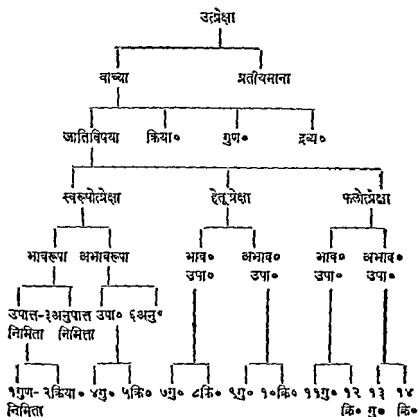 उत्प्रेक्षा
वाच्या प्रतीयमाना
जातिविषया क्रिया० गुण० द्रव्य०
स्वरूपोत्प्रेक्षा हेतूत्प्रेक्षा फलोत्प्रेक्षा
भावरूपा अभावरूपा भाव० अभाव० भाव० अभाव०
उपा० उपा० उपा० उपा०
उपात्त- ३अनुपात्त उपा० ६अनु०
निमिता निमित्ता
१गुण- २क्रिया० ४गु० ५क्रि० ७गु० ८क्रि० ९गु० १०क्रि० ११गु० १२ १३ १४
निमिता क्रि० गु० क्रि०